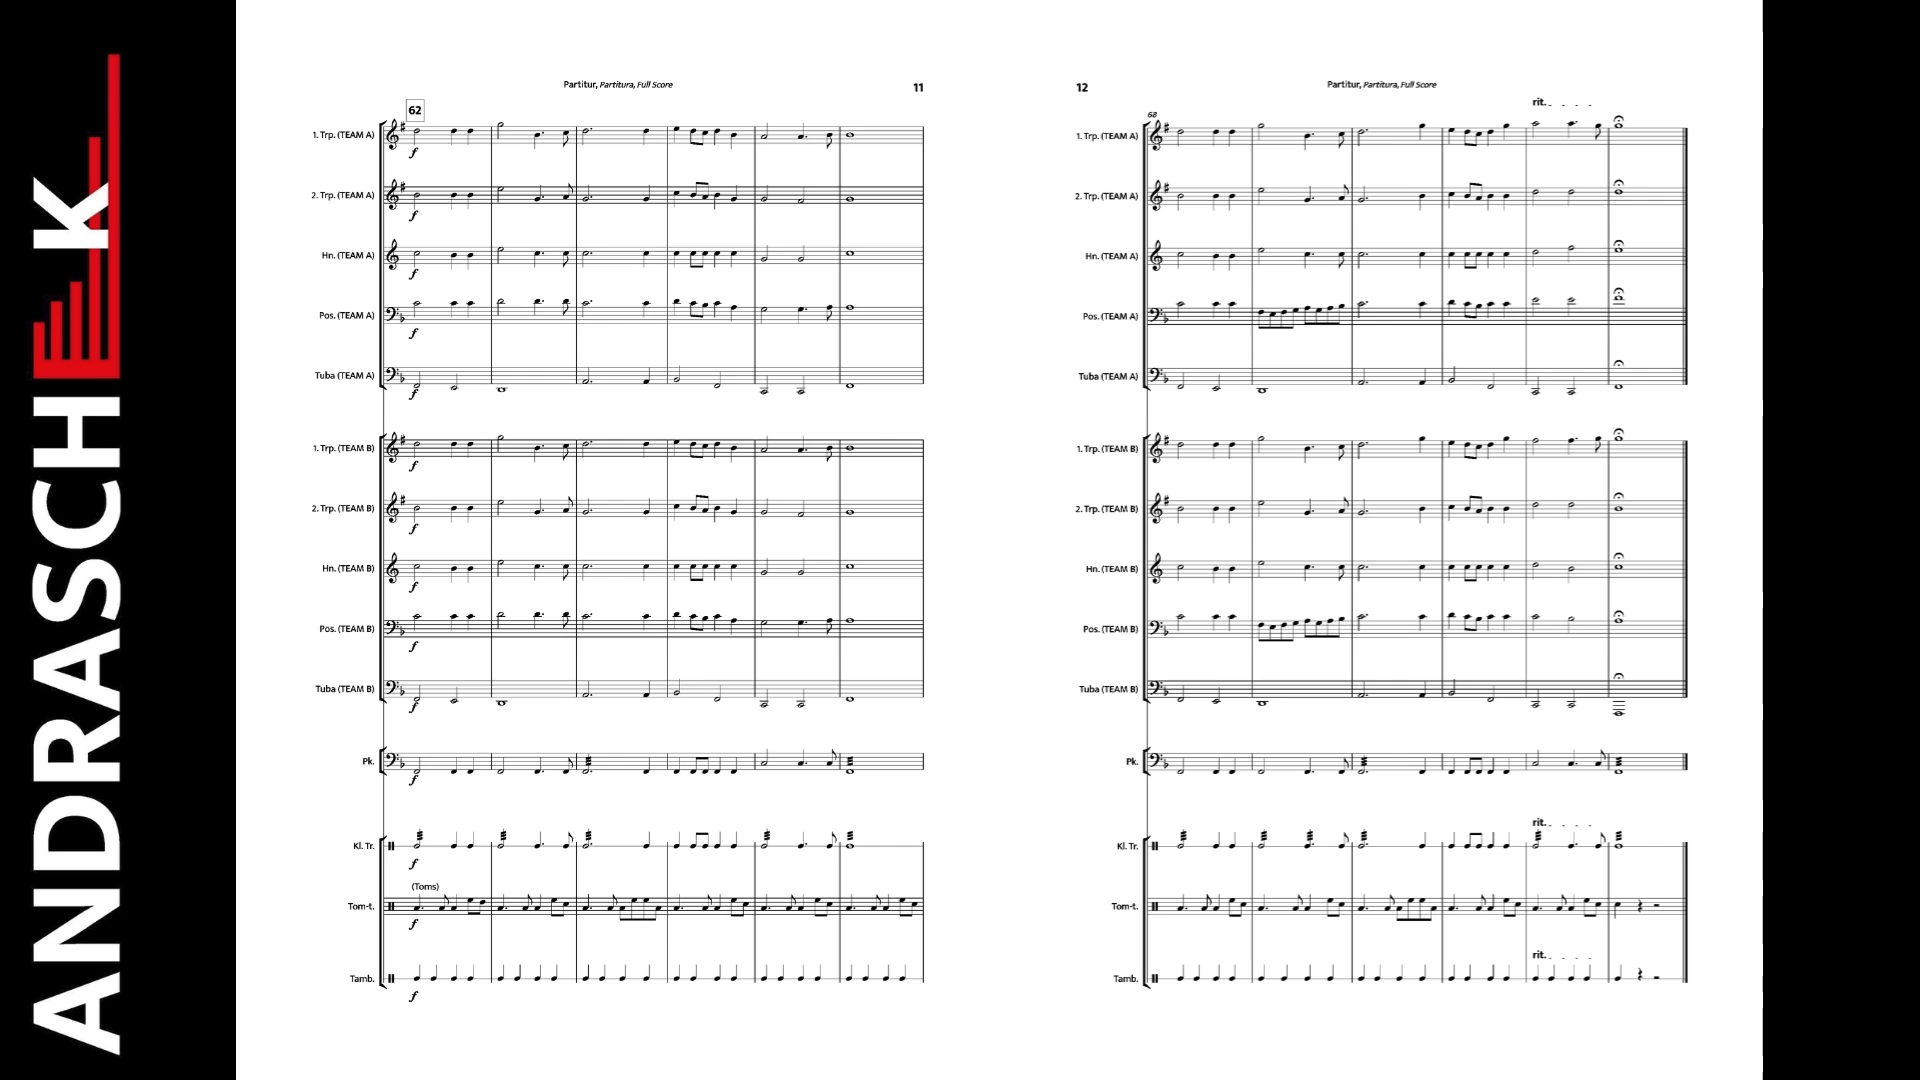 ANDRASCHEK
Partitur, Partitura, Full Score
11
62
1. Trp. (TEAM A)
f
2. Trp. (TEAM A)
f
Hn. (TEAM A)
f
Pos. (TEAM A)
f
Tuba (TEAM A)
f
1. Trp. (TEAM B)
f
2. Trp. (TEAM B)
f
Hn. (TEAM B)
f
Pos. (TEAM B)
f
Tuba (TEAM B)
f
Pk.
f
Kl. Tr.
f
(Toms)
Tom-t.
f
Tamb.
f
12
Partitur, Partitura, Full Score
rit.
68
1. Trp. (TEAM A)
2. Trp. (TEAM A)
Hn. (TEAM A)
Pos. (TEAM A)
Tuba (TEAM A)
1. Trp. (TEAM B)
2. Trp. (TEAM B)
Hn. (TEAM B)
Pos. (TEAM B)
Tuba (TEAM B)
Pk.
rit.
Kl. Tr.
Tom-t.
rit.
Tamb.